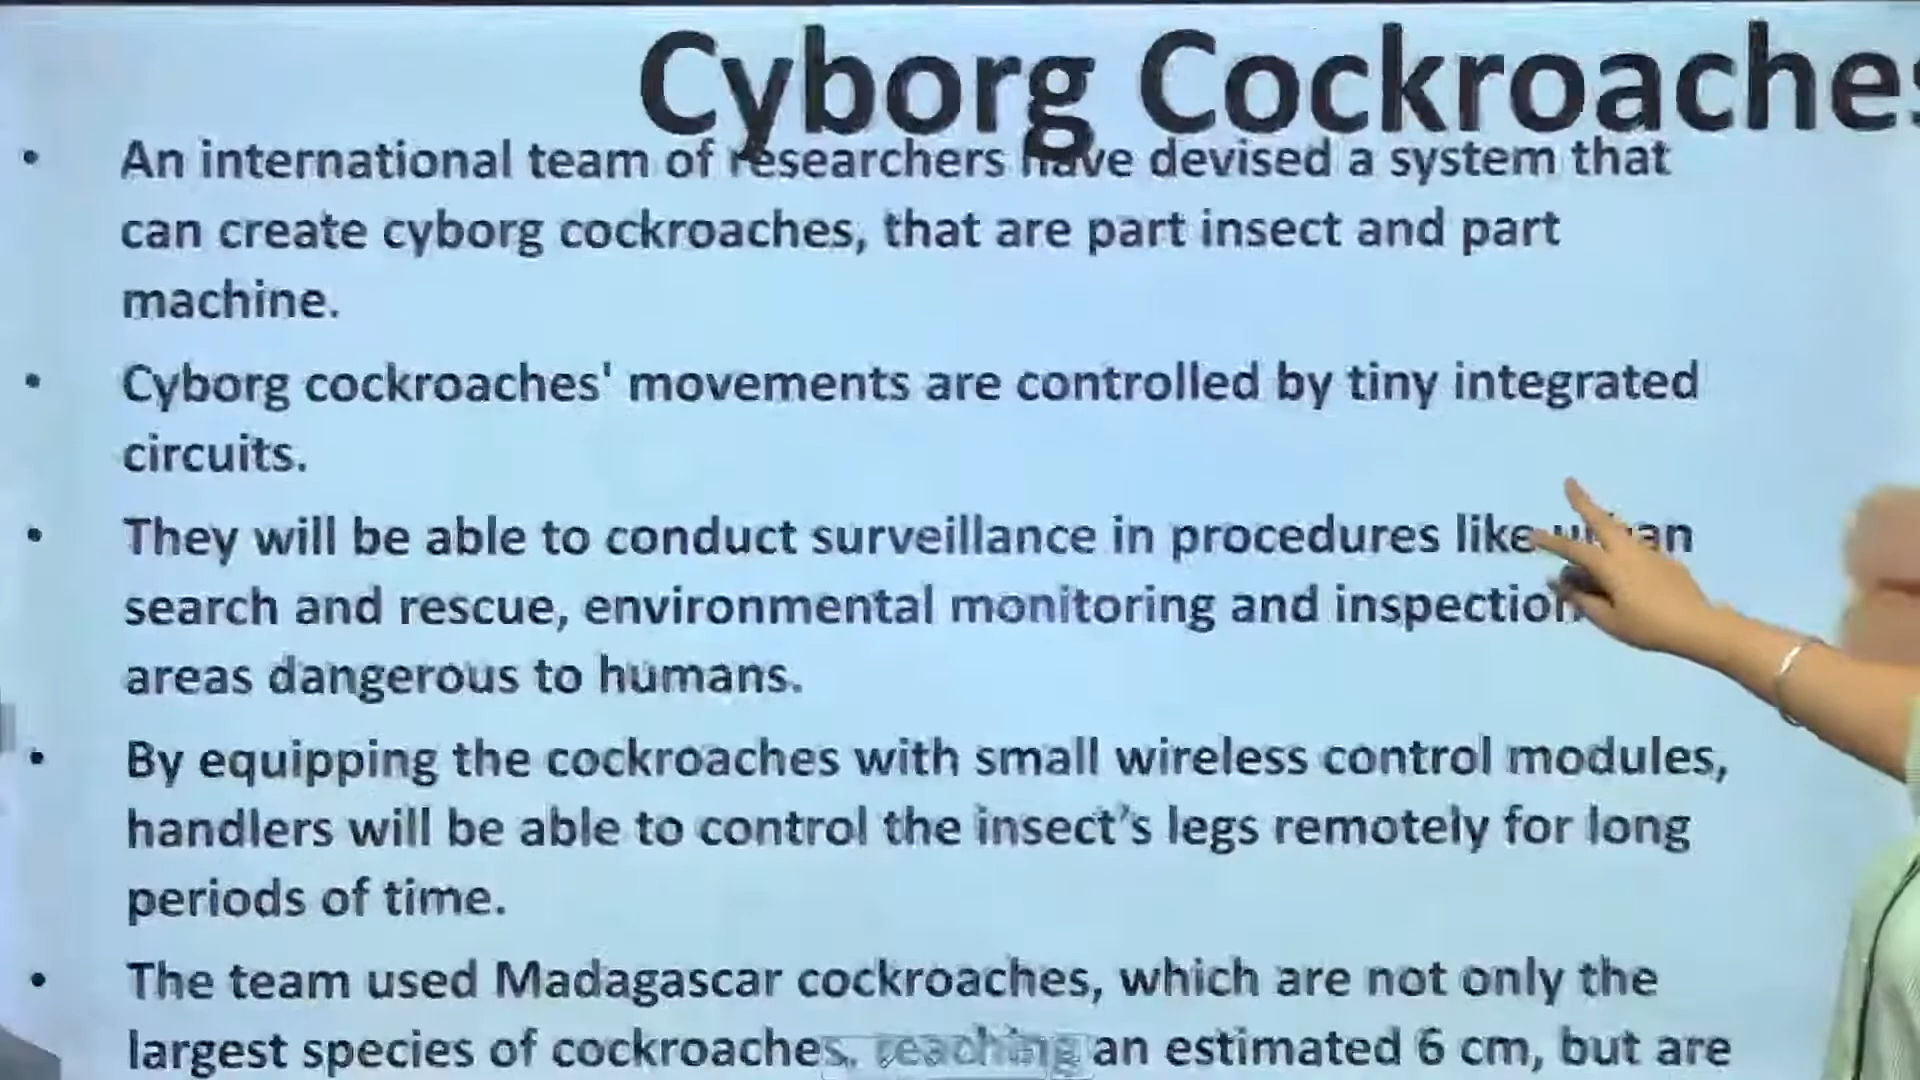 Cyborg Cockroaches
• An international team of researchers have devised a system that
can create cyborg cockroaches, that are part insect and part
machine.
• Cyborg cockroaches' movements are controlled by tiny integrated
circuits.
• They will be able to conduct surveillance in procedures like urban
search and rescue, environmental monitoring and inspection
areas dangerous to humans.
• By equipping the cockroaches with small wireless control modules,
handlers will be able to control the insect’s legs remotely for long
periods of time.
• The team used Madagascar cockroaches, which are not only the
largest species of cockroaches, reaching an estimated 6 cm, but are